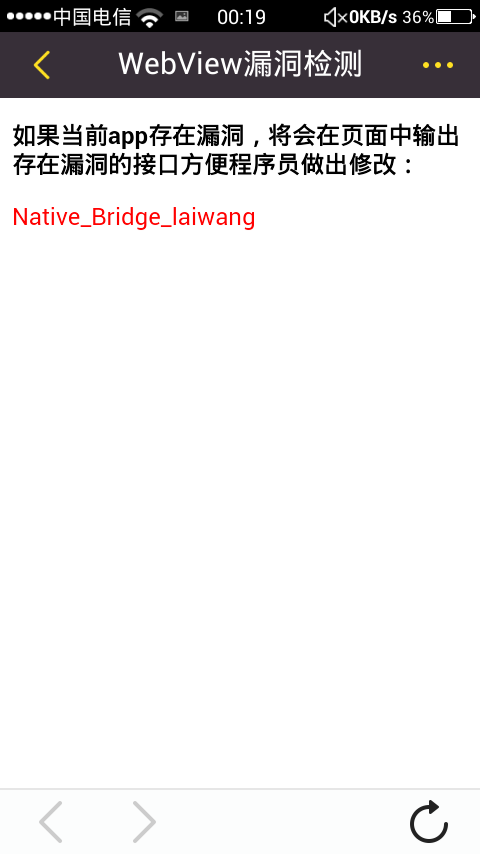 中国电信 00:19 0KB/s 36%
WebView漏洞检测
如果当前app存在漏洞，将会在页面中输出
存在漏洞的接口方便程序员做出修改：
Native_Bridge_laiwang